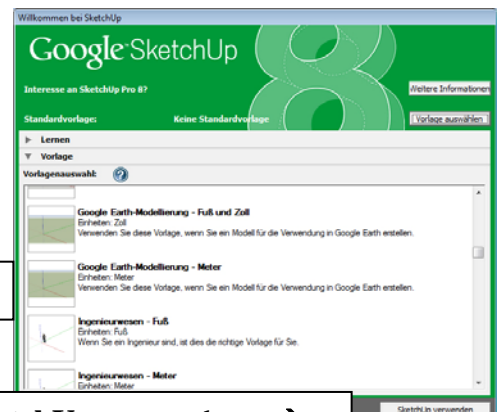 Willkommen bei SketchUp
Google SketchUp
8
Interesse an SketchUp Pro 8?
Weitere Informationen
Standardvorlage: Keine Standardvorlage
Vorlage auswählen
Lernen
Vorlage
Vorlagenauswahl:
Google Earth-Modellierung - Fuß und Zoll
Einheiten: Zoll
Verwenden Sie diese Vorlage, wenn Sie ein Model für die Verwendung in Google Earth erstellen.
Google Earth-Modellierung - Meter
Einheiten: Meter
Verwenden Sie diese Vorlage, wenn Sie ein Model für die Verwendung in Google Earth erstellen.
Ingenieurwesen - Fuß
Einheiten: Fuß
Wenn Sie ein Ingenieur sind, ist dies die richtige Vorlage für Sie.
Ingenieurwesen - Meter
Einheiten: Meter
SketchUp verwenden